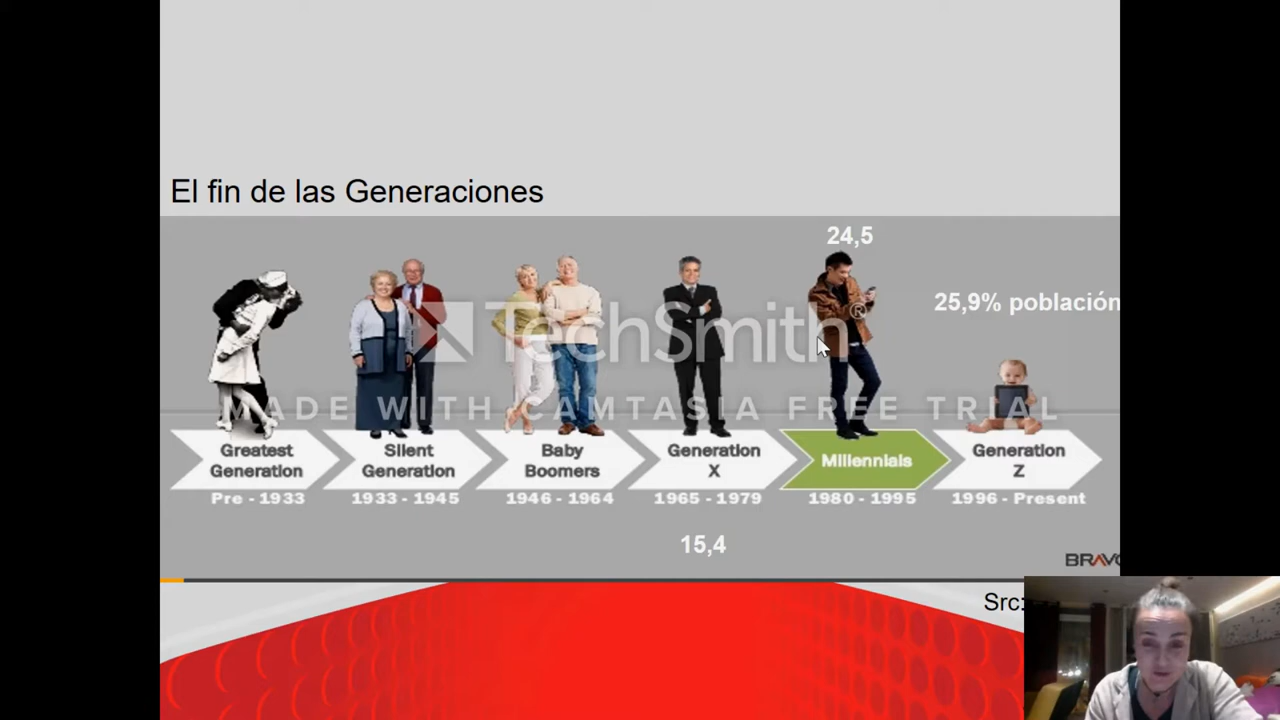 El fin de las Generaciones
24,5
25,9% población
TechSmith®
MADE WITH CAMTASIA FREE TRIAL
Greatest
Generation
Silent
Generation
Baby
Boomers
Generation
X
Millennials
Generation
Z
Pre - 1933
1933 - 1945
1946 - 1964
1965 - 1979
1980 - 1995
1996 - Present
15,4
BRAVO
Src: